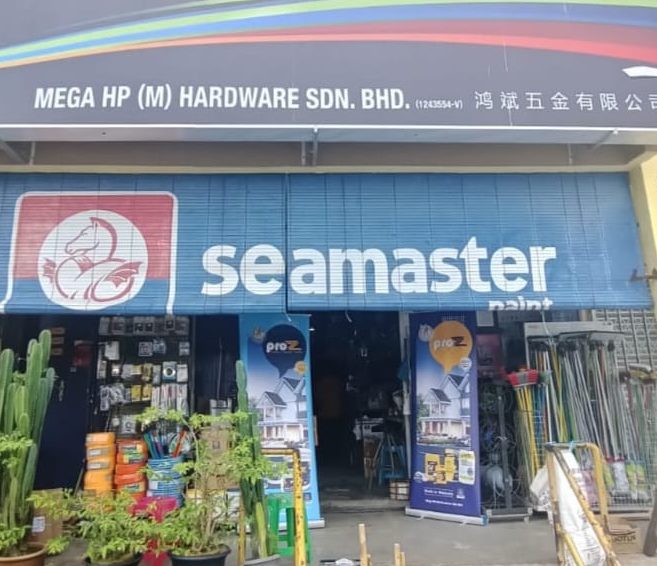 MEGA HP (M) HARDWARE SDN. BHD. (1243554-V) 鸿斌五金有限公司
seamaster
paint
proZ
proZ